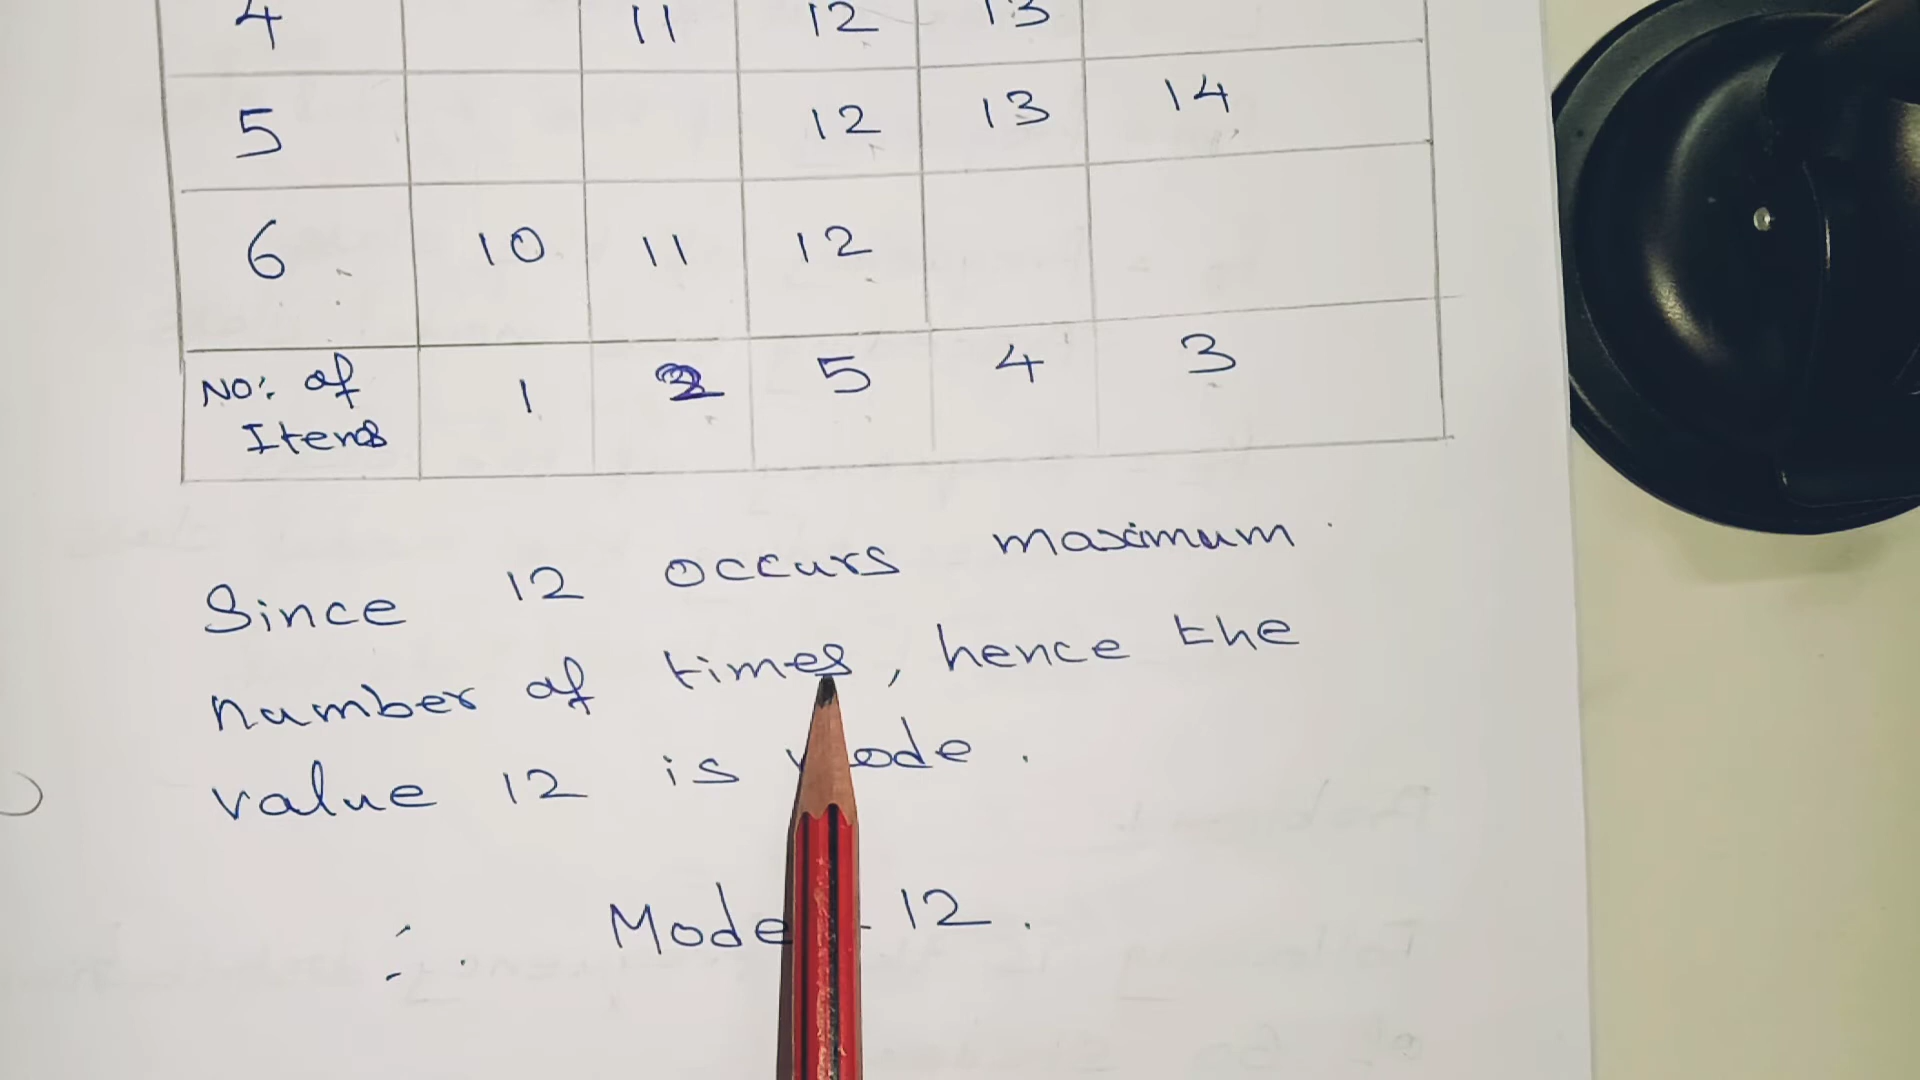 4 11 12 13
5 12 13 14
6 10 11 12
No: of 1 2 5 4 3
Items
Since 12 occurs maximum
number of times, hence the
value 12 is Mode.
∴ Mode = 12.